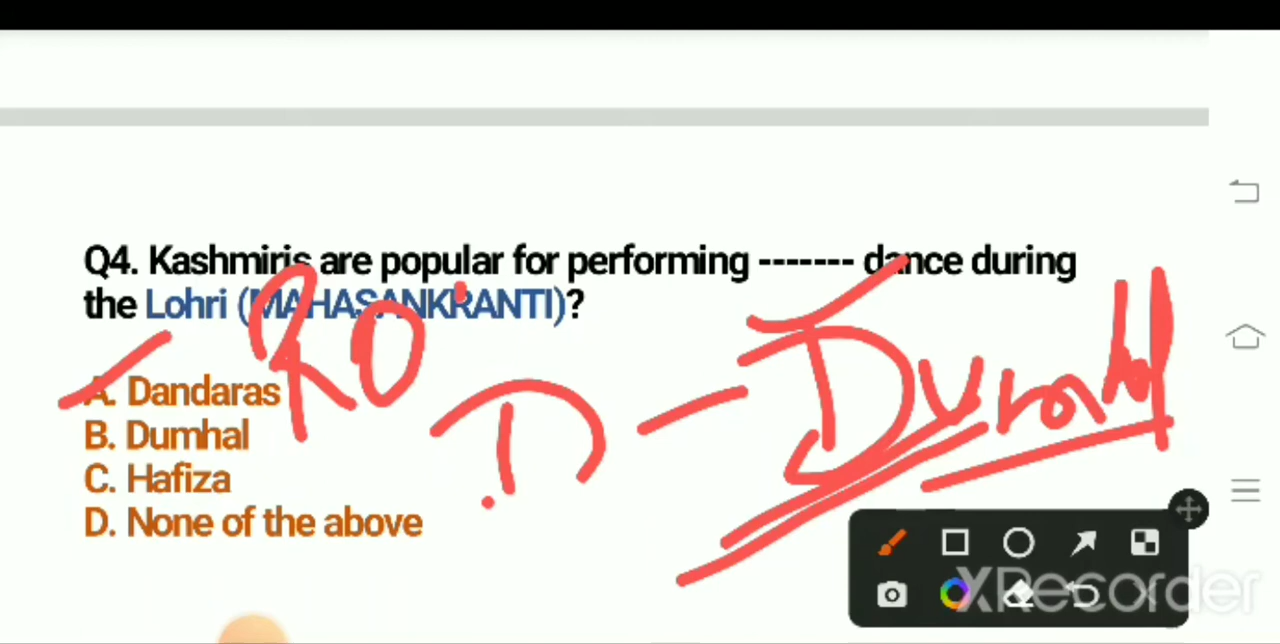 Q4. Kashmiris are popular for performing ------- dance during
the Lohri (MAHASANKRANTI)?
RO
D - Durohl
A. Dandaras
B. Dumhal
C. Hafiza
D. None of the above
XRecorder